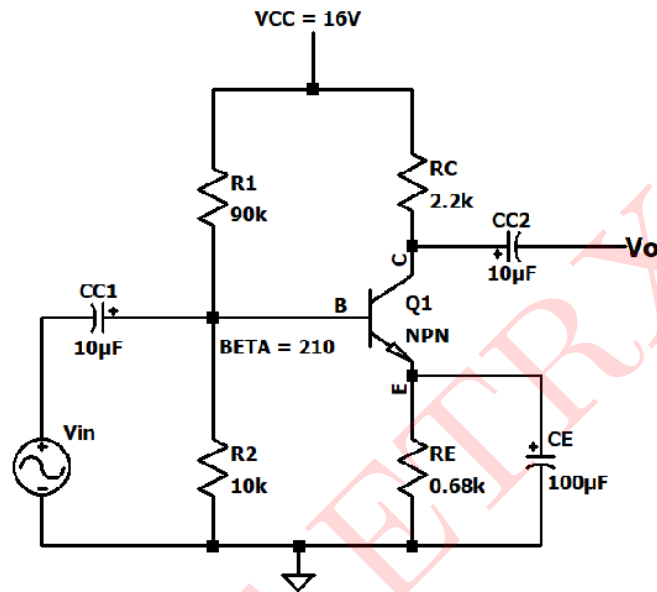 VCC = 16V
R1
90k
RC
2.2k
CC2
10µF
Vo
C
CC1
10µF
B
Q1
NPN
BETA = 210
E
Vin
R2
10k
RE
0.68k
CE
100µF
ETRX